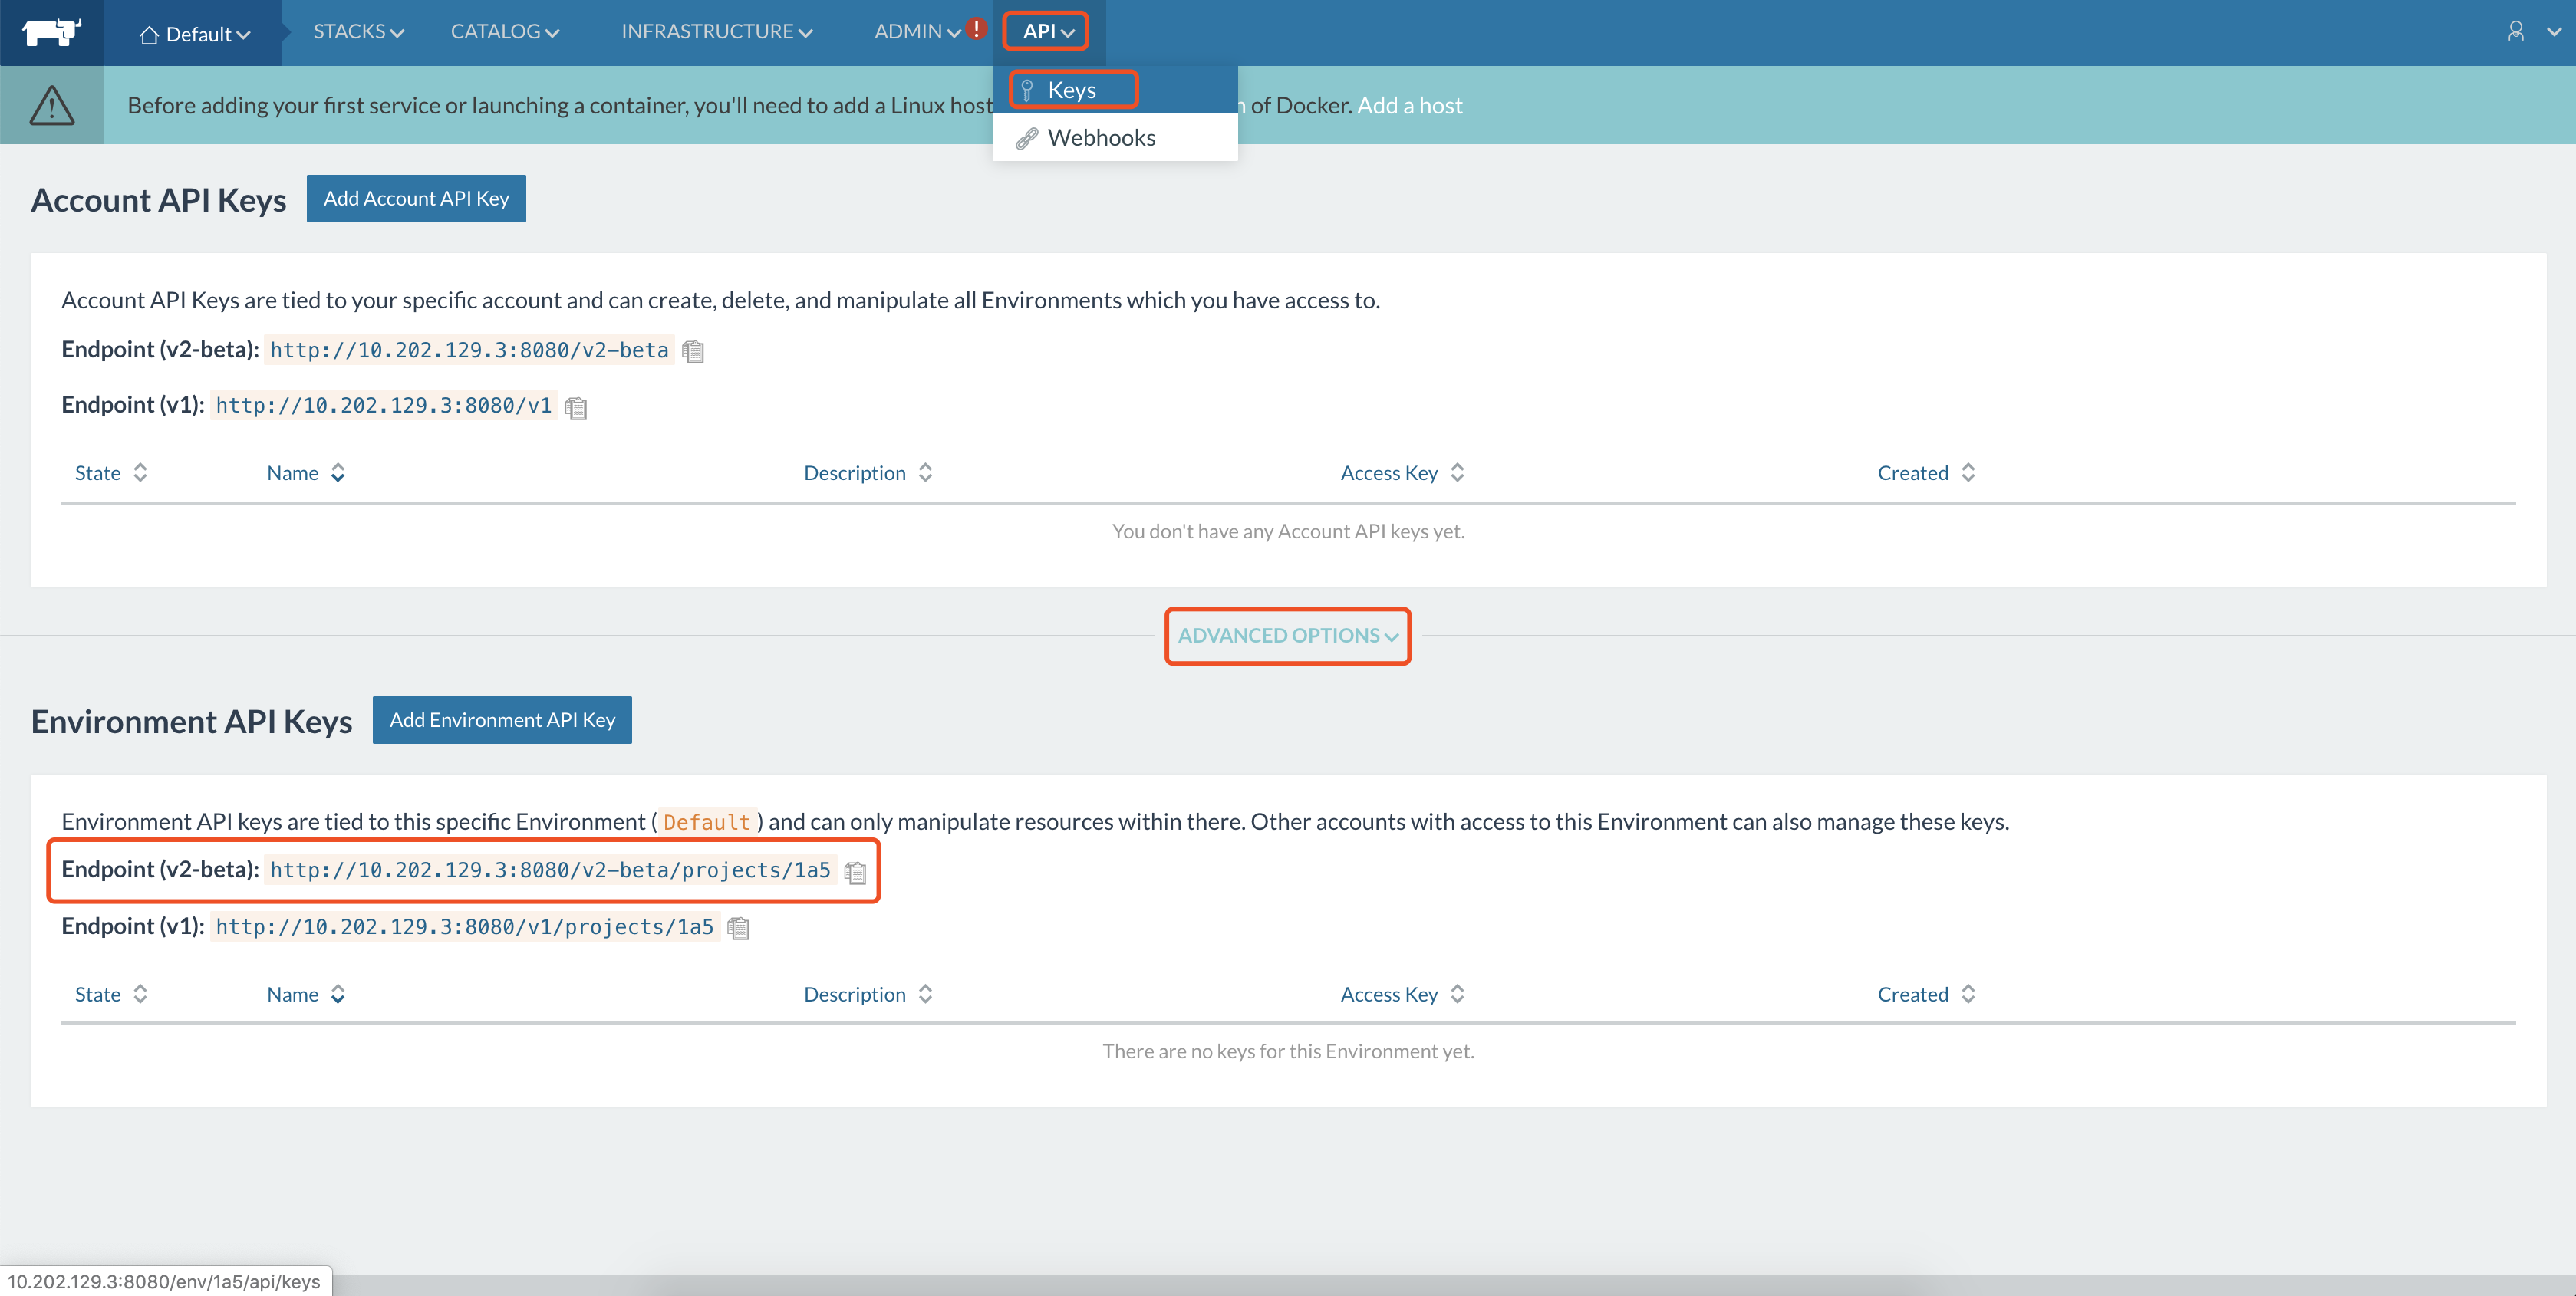 Default STACKS CATALOG INFRASTRUCTURE ADMIN ! API
Keys
Before adding your first service or launching a container, you'll need to add a Linux host of Docker. Add a host
Webhooks
Account API Keys Add Account API Key
Account API Keys are tied to your specific account and can create, delete, and manipulate all Environments which you have access to.
Endpoint (v2-beta): http://10.202.129.3:8080/v2-beta
Endpoint (v1): http://10.202.129.3:8080/v1
State Name Description Access Key Created
You don't have any Account API keys yet.
ADVANCED OPTIONS
Environment API Keys Add Environment API Key
Environment API keys are tied to this specific Environment ( Default ) and can only manipulate resources within there. Other accounts with access to this Environment can also manage these keys.
Endpoint (v2-beta): http://10.202.129.3:8080/v2-beta/projects/1a5
Endpoint (v1): http://10.202.129.3:8080/v1/projects/1a5
State Name Description Access Key Created
There are no keys for this Environment yet.
10.202.129.3:8080/env/1a5/api/keys